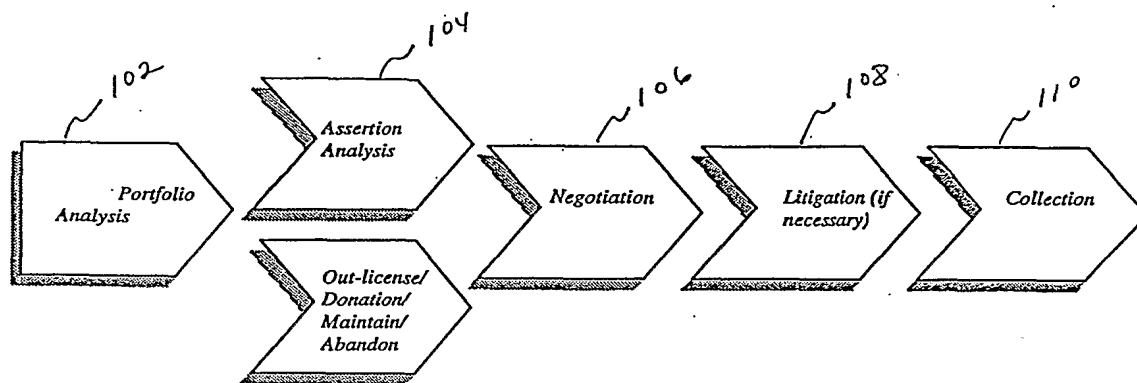 102
104
106
108
110
Portfolio
Analysis
Assertion
Analysis
Out-license/
Donation/
Maintain/
Abandon
Negotiation
Litigation (if
necessary)
Collection